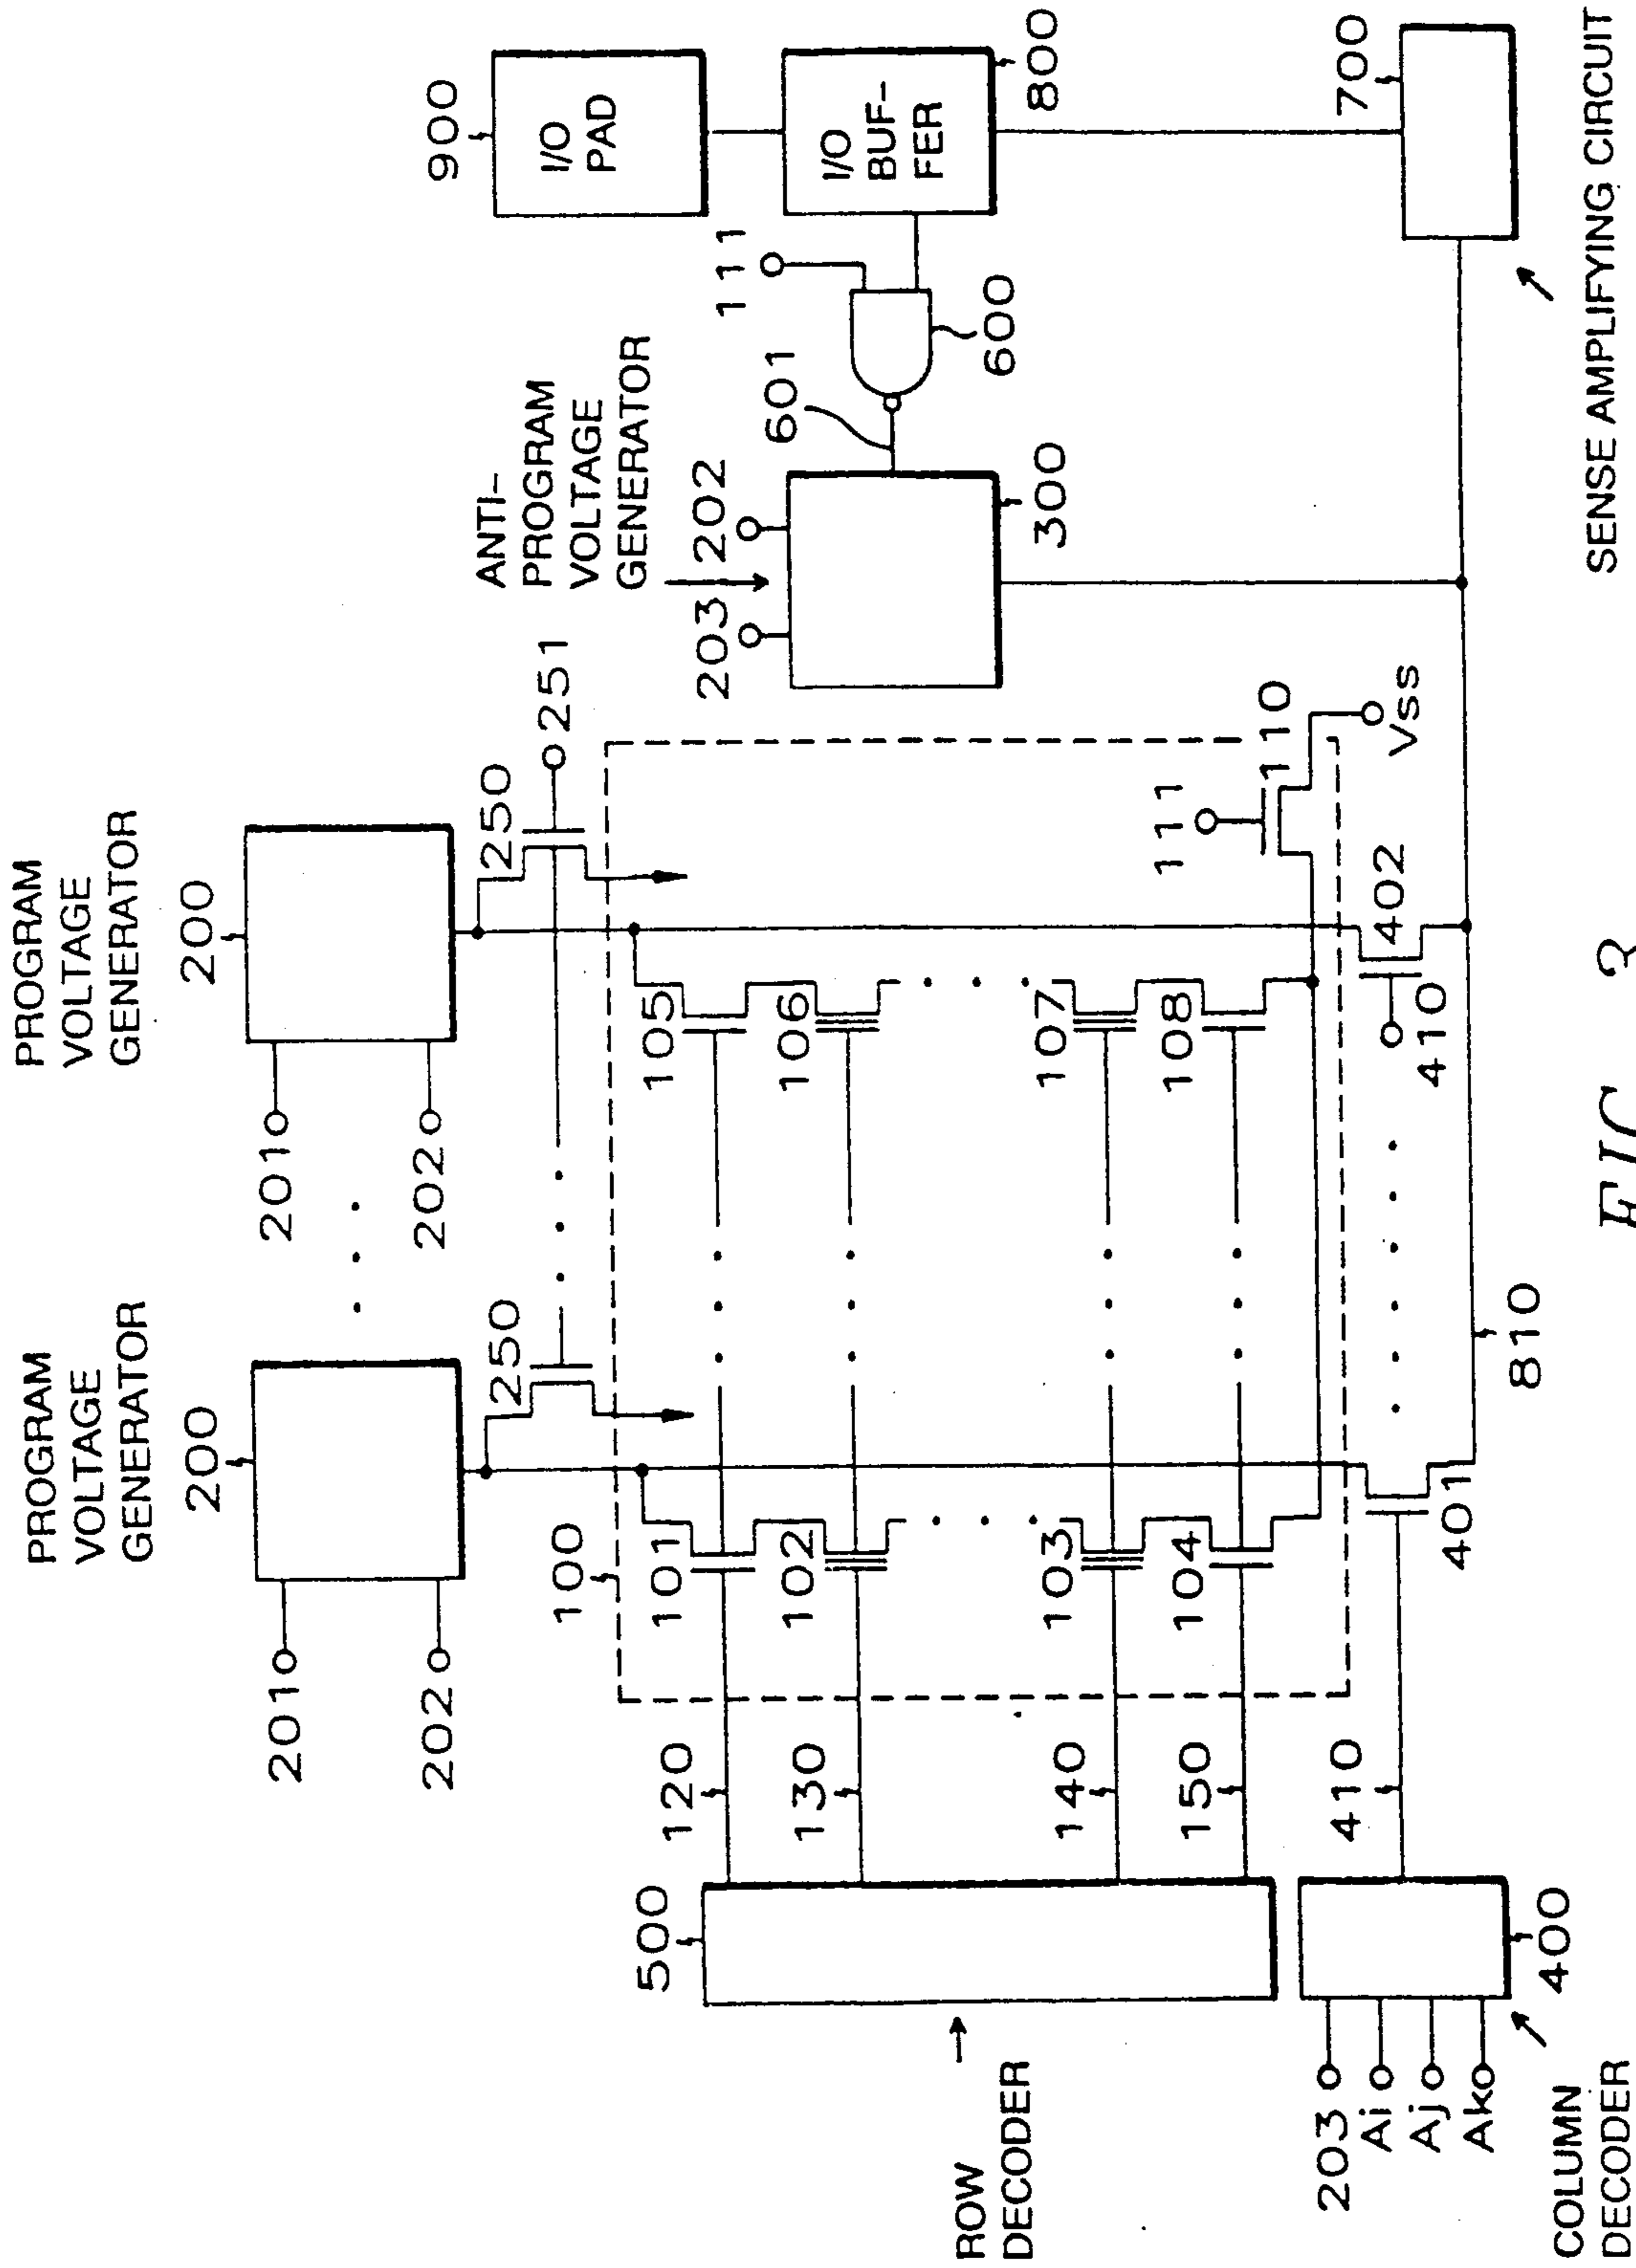 PROGRAM
VOLTAGE
GENERATOR
200
201
202
PROGRAM
VOLTAGE
GENERATOR
200
201
202
250
250
251
ANTI-
PROGRAM
VOLTAGE
GENERATOR
203
202
300
601
600
111
900
I/O
PAD
I/O
BUF-
FER
800
700
SENSE AMPLIFYING CIRCUIT
100
101
102
103
104
105
106
107
108
111
110
Vss
120
130
140
150
500
ROW
DECODER
410
401
402
410
810
203
Ai
Aj
Ak
400
COLUMN
DECODER
FIG. 3